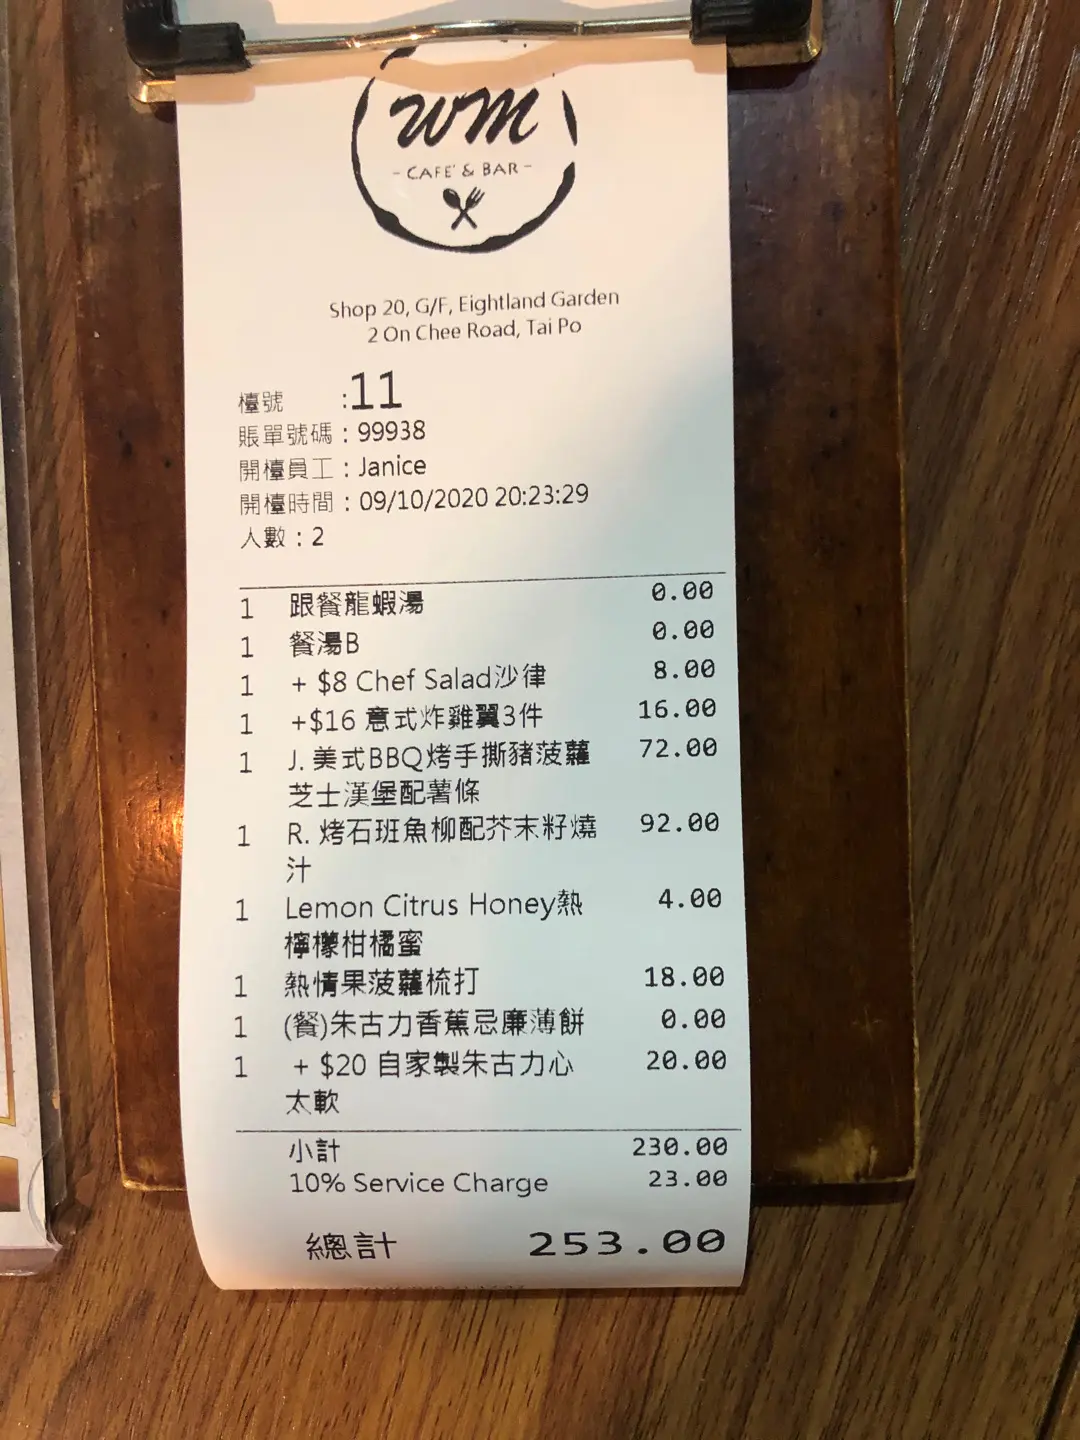 WM
- CAFE' & BAR -
Shop 20, G/F, Eightland Garden
2 On Chee Road, Tai Po
檯號 :11
賬單號碼 : 99938
開檯員工 : Janice
開檯時間 : 09/10/2020 20:23:29
人數 : 2
1 跟餐龍蝦湯 0.00
1 餐湯B 0.00
1 + $8 Chef Salad沙律 8.00
1 +$16 意式炸雞翼3件 16.00
1 J. 美式BBQ烤手撕豬菠蘿 72.00
芝士漢堡配薯條
1 R. 烤石班魚柳配芥末籽燒 92.00
汁
1 Lemon Citrus Honey熱 4.00
檸檬柑橘蜜
1 熱情果菠蘿梳打 18.00
1 (餐)朱古力香蕉忌廉薄餅 0.00
1 + $20 自家製朱古力心 20.00
太軟
小計 230.00
10% Service Charge 23.00
總計 253.00